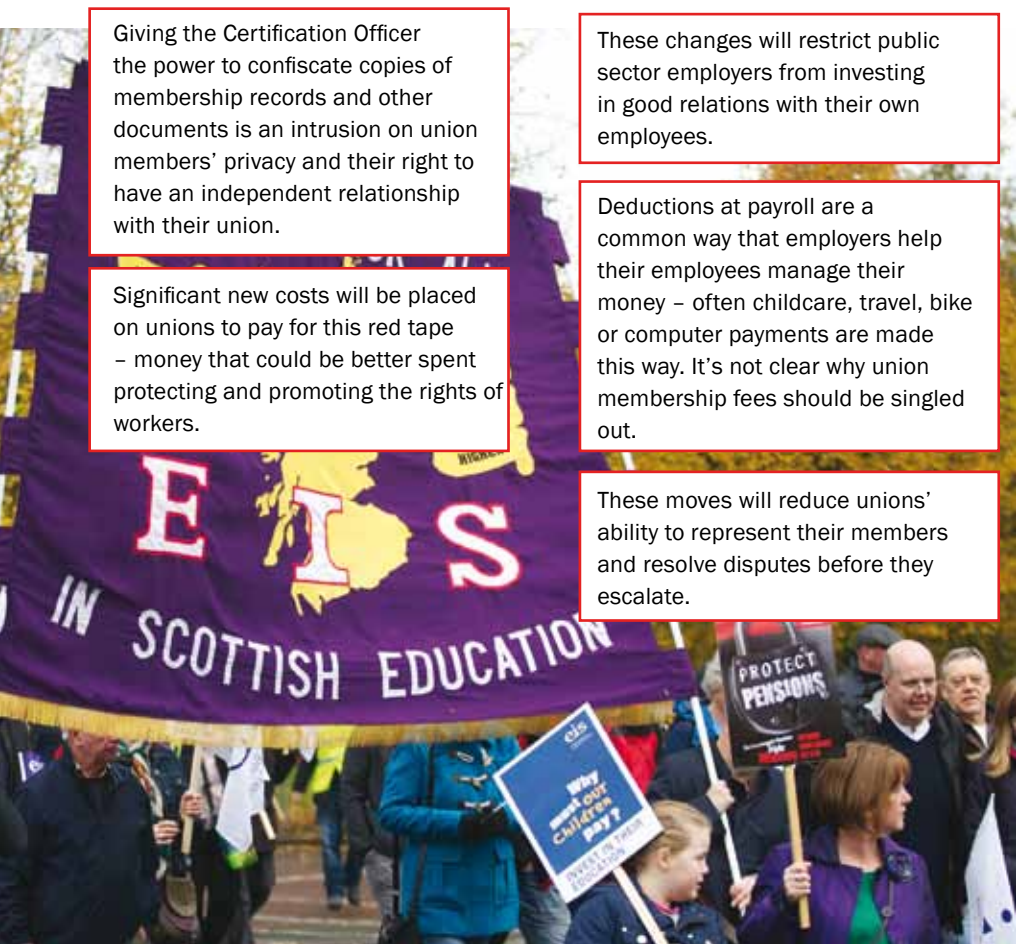 Giving the Certification Officer
the power to confiscate copies of
membership records and other
documents is an intrusion on union
members’ privacy and their right to
have an independent relationship
with their union.
Significant new costs will be placed
on unions to pay for this red tape
– money that could be better spent
protecting and promoting the rights of
workers.
These changes will restrict public
sector employers from investing
in good relations with their own
employees.
Deductions at payroll are a
common way that employers help
their employees manage their
money – often childcare, travel, bike
or computer payments are made
this way. It’s not clear why union
membership fees should be singled
out.
These moves will reduce unions’
ability to represent their members
and resolve disputes before they
escalate.
HIGHER
E I S
IN SCOTTISH EDUCATION
PROTECT
PENSIONS
eis
Why
must our
Children
pay?
INVEST IN THEIR
EDUCATION